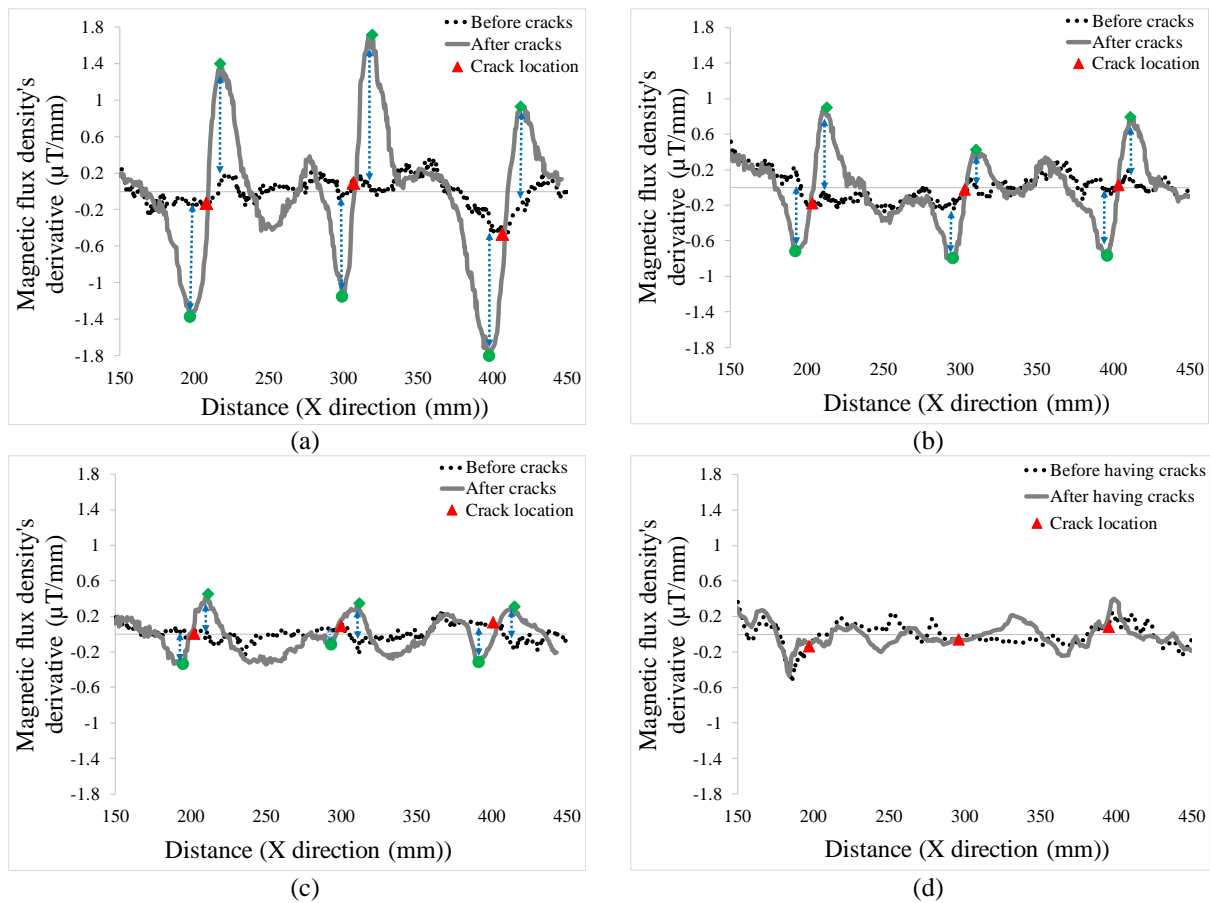 Magnetic flux density's
derivative (µT/mm)
1.8
1.4
1
0.6
0.2
-0.2
-0.6
-1
-1.4
-1.8
Before cracks
After cracks
Crack location
150 200 250 300 350 400 450
Distance (X direction (mm))
(a)
Magnetic flux density's
derivative (µT/mm)
1.8
1.4
1
0.6
0.2
-0.2
-0.6
-1
-1.4
-1.8
Before cracks
After cracks
Crack location
150 200 250 300 350 400 450
Distance (X direction (mm))
(b)
Magnetic flux density's
derivative (µT/mm)
1.8
1.4
1
0.6
0.2
-0.2
-0.6
-1
-1.4
-1.8
Before cracks
After cracks
Crack location
150 200 250 300 350 400 450
Distance (X direction (mm))
(c)
Magnetic flux density's
derivative (µT/mm)
1.8
1.4
1
0.6
0.2
-0.2
-0.6
-1
-1.4
-1.8
Before having cracks
After having cracks
Crack location
150 200 250 300 350 400 450
Distance (X direction (mm))
(d)